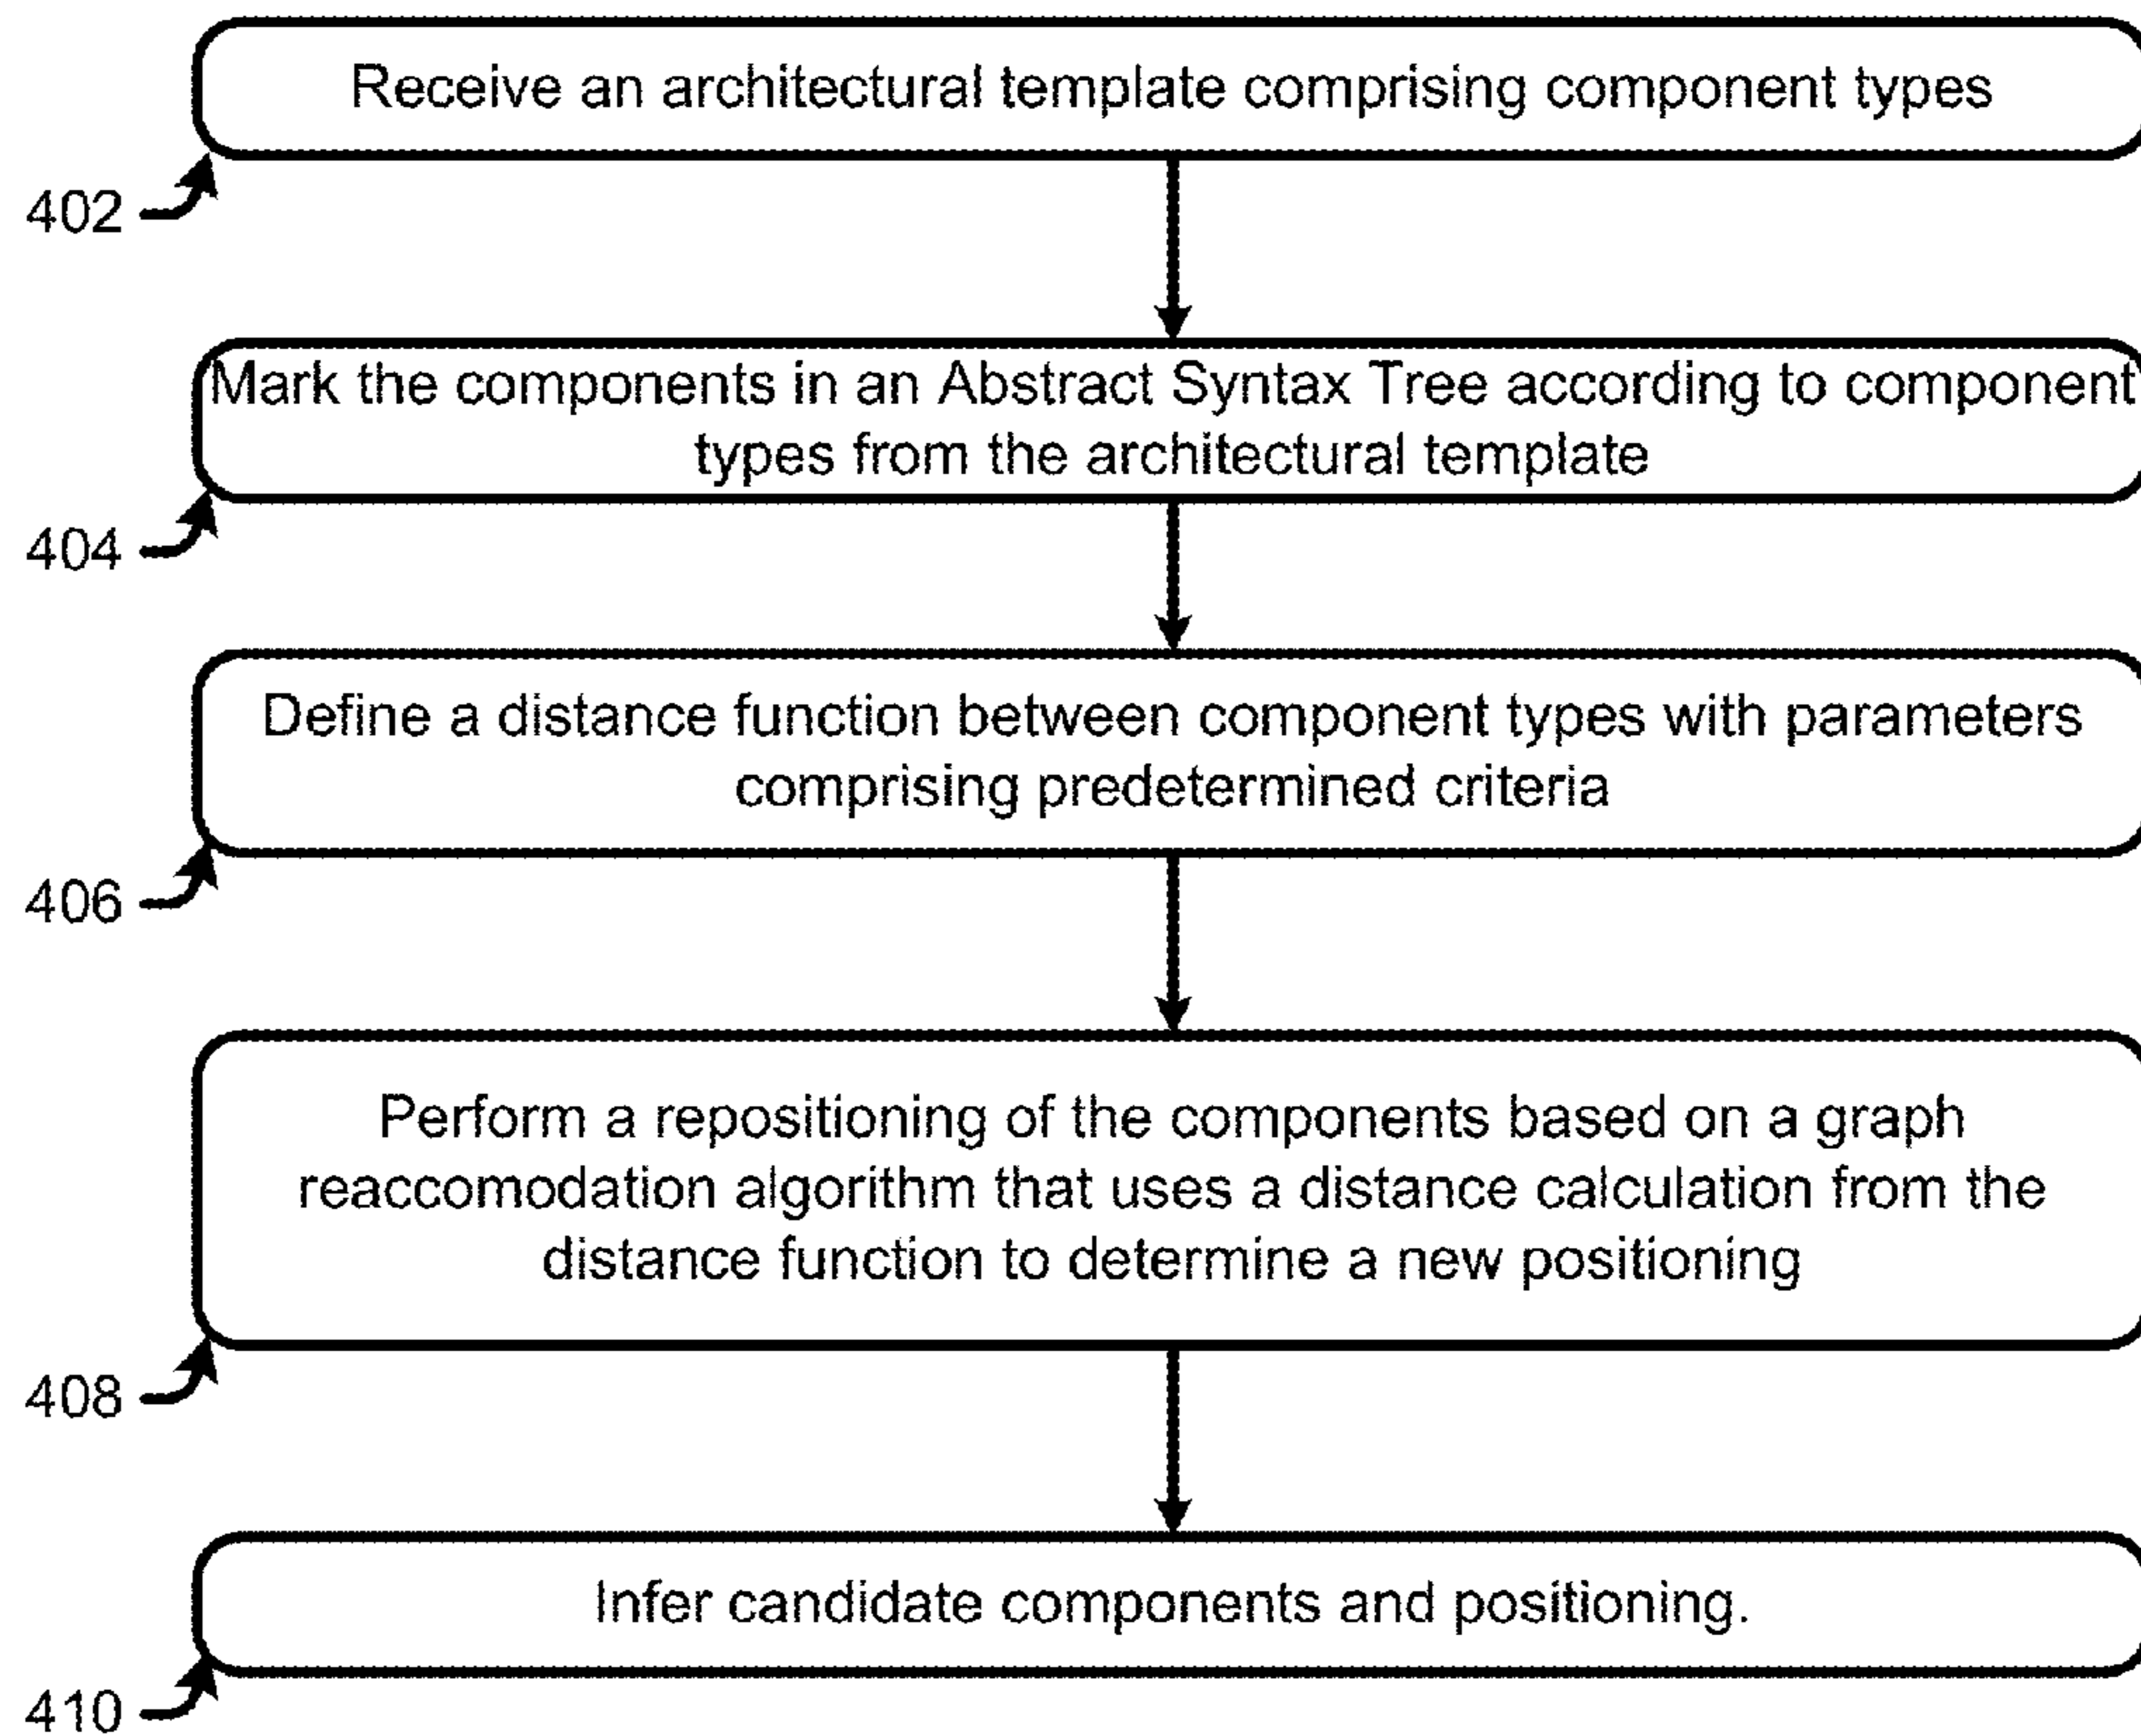 Receive an architectural template comprising component types
402
Mark the components in an Abstract Syntax Tree according to component
types from the architectural template
404
Define a distance function between component types with parameters
comprising predetermined criteria
406
Perform a repositioning of the components based on a graph
reaccomodation algorithm that uses a distance calculation from the
distance function to determine a new positioning
408
Infer candidate components and positioning.
410